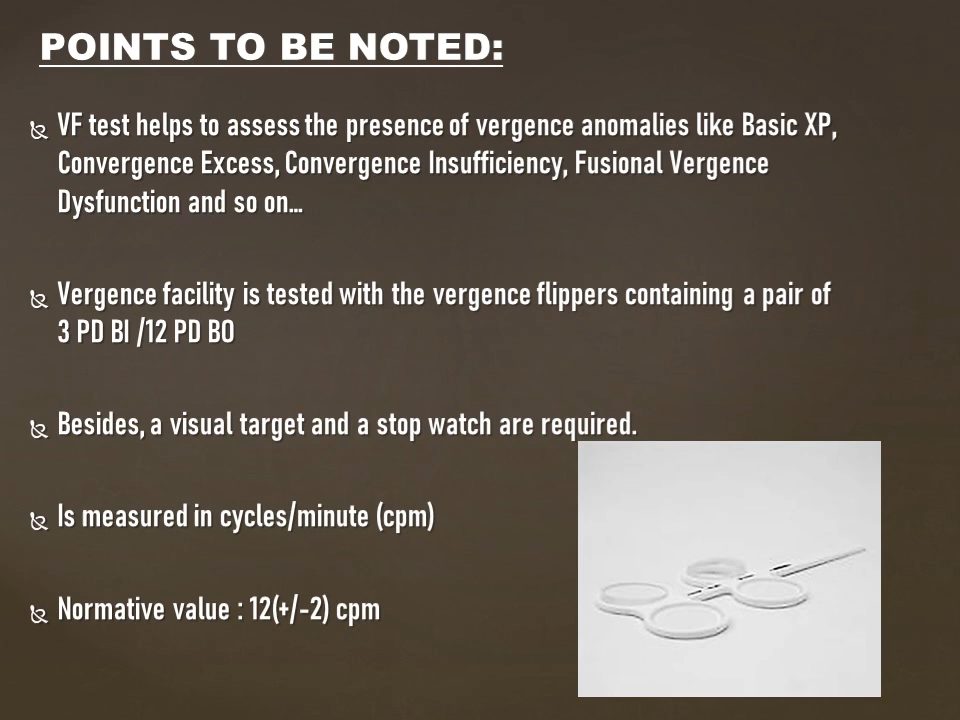 POINTS TO BE NOTED:
VF test helps to assess the presence of vergence anomalies like Basic XP,
Convergence Excess, Convergence Insufficiency, Fusional Vergence
Dysfunction and so on...
Vergence facility is tested with the vergence flippers containing a pair of
3 PD BI /12 PD BO
Besides, a visual target and a stop watch are required.
Is measured in cycles/minute (cpm)
Normative value : 12(+/-2) cpm